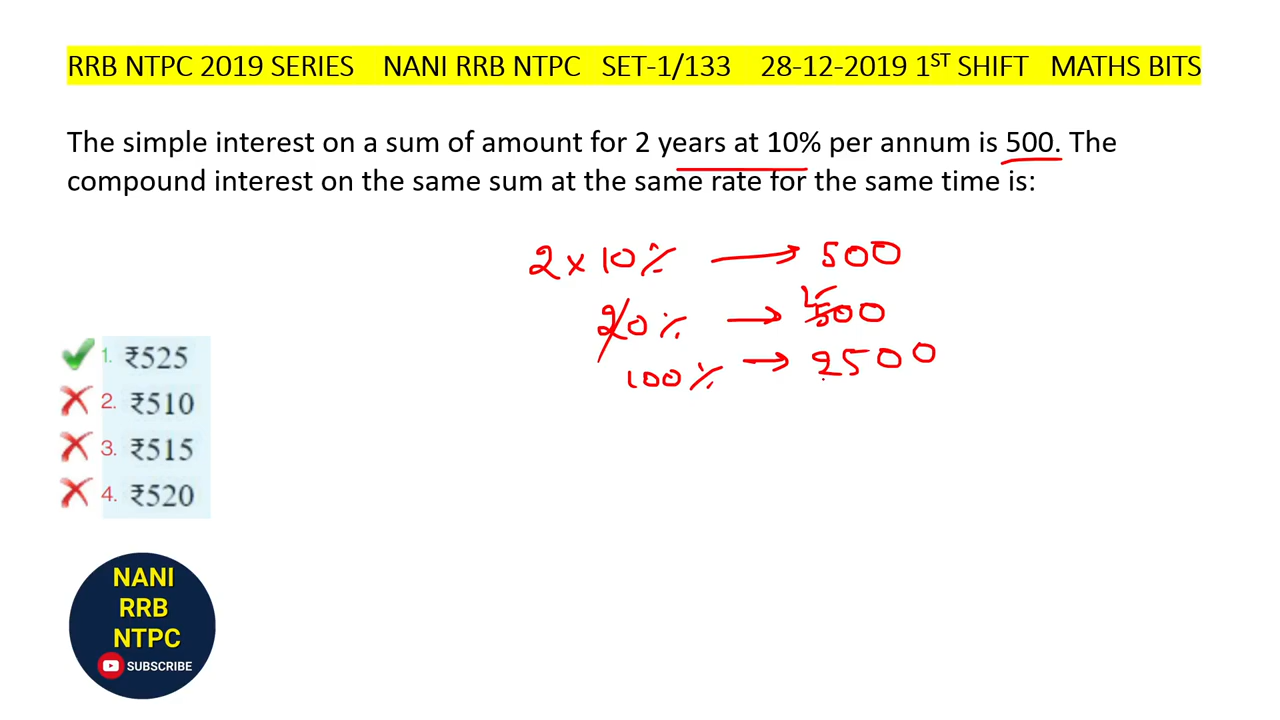 RRB NTPC 2019 SERIES NANI RRB NTPC SET-1/133 28-12-2019 1ST SHIFT MATHS BITS
The simple interest on a sum of amount for 2 years at 10% per annum is 500. The
compound interest on the same sum at the same rate for the same time is:
2 x 10% → 500
20% → 500
100% → 2500
1. ₹525
2. ₹510
3. ₹515
4. ₹520
NANI
RRB
NTPC
SUBSCRIBE